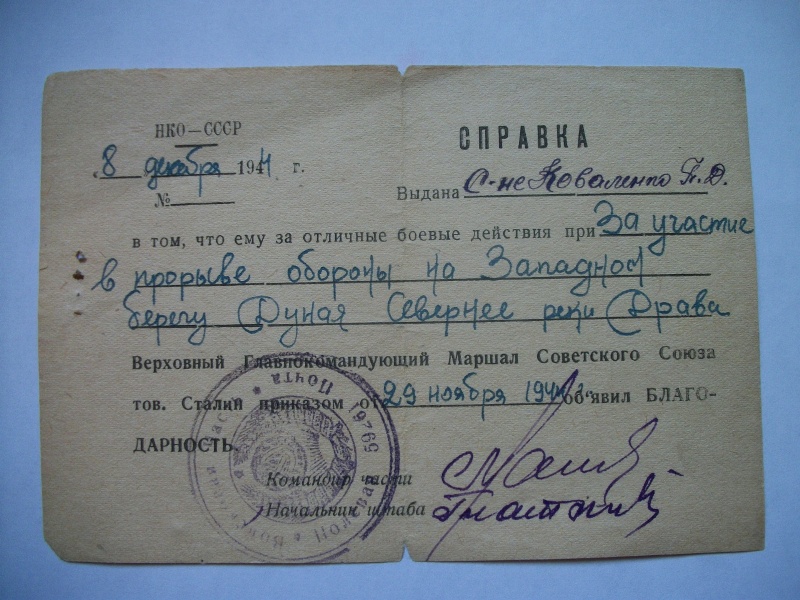 НКО—СССР
СПРАВКА
„8 декабря 1944 г.
№
Выдана С-не Коваленко П.Д.
в том, что ему за отличные боевые действия при За участие
в прорыве обороны на Западном
берегу Дуная Севернее реки Драва
Верховный Главнокомандующий Маршал Советского Союза
тов. Сталин приказом от 29 ноября 1944 г. объявил БЛАГО-
ДАРНОСТЬ.
Командир части
Начальник штаба
Почта
59461